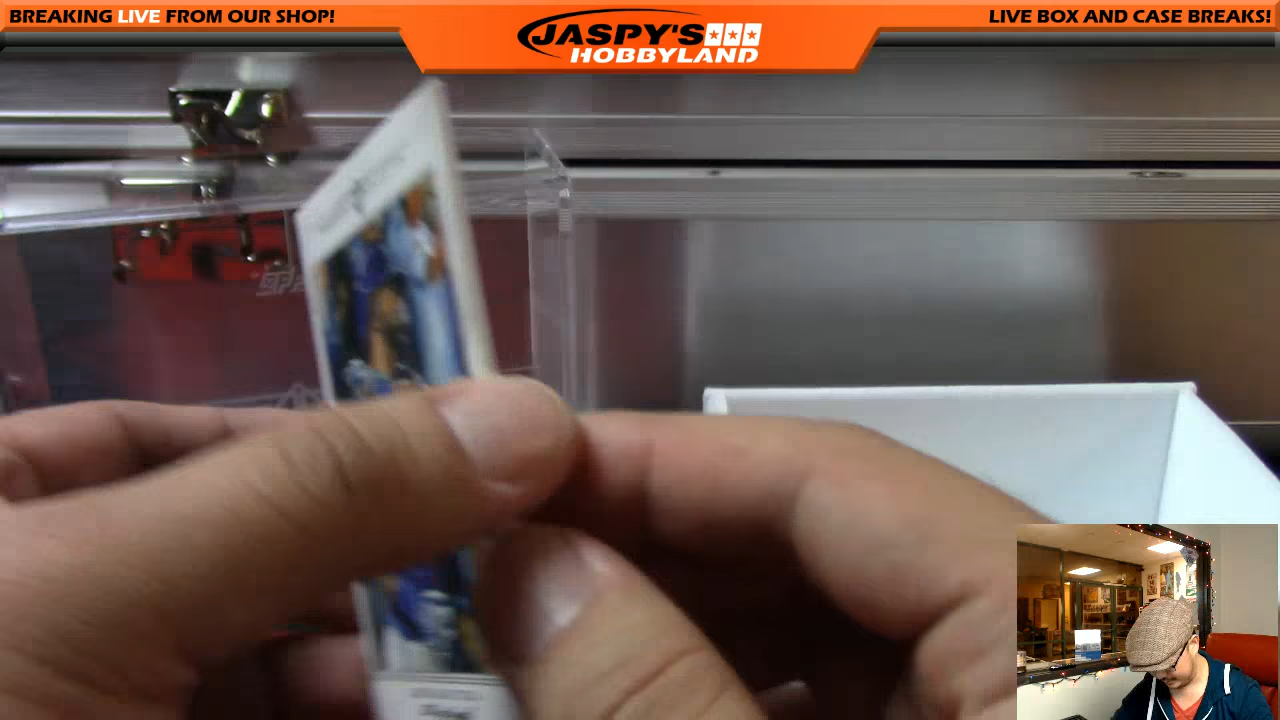 BREAKING LIVE FROM OUR SHOP!
JASPY'S
HOBBYLAND
LIVE BOX AND CASE BREAKS!